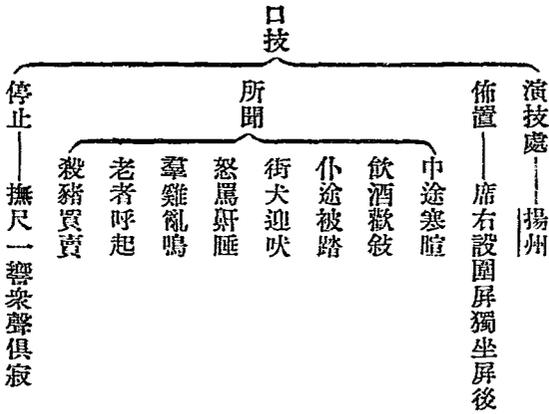 口技
演技處——揚州
佈置——席右設圍屏獨坐屏後
所聞
中途寒暄
飲酒歡敍
仆途被踏
街犬迎吠
怒罵鼾睡
羣雞亂鳴
老者呼起
殺豬買賣
停止——撫尺一響衆聲俱寂